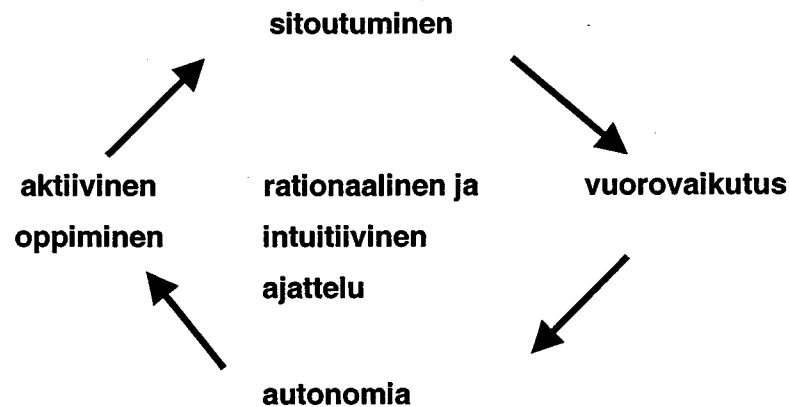 sitoutuminen
aktiivinen
oppiminen
rationaalinen ja
intuitiivinen
ajattelu
vuorovaikutus
autonomia